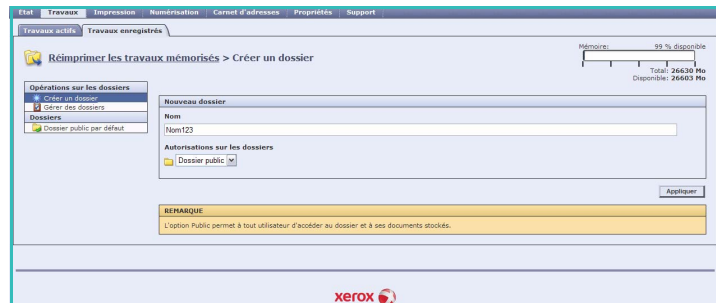 Etat Travaux Impression Numérisation Carnet d'adresses Propriétés Support
Travaux actifs Travaux enregistrés
Réimprimer les travaux mémorisés > Créer un dossier
Mémoire: 99 % disponible
Total: 26630 Mo
Disponible: 26603 Mo
Opérations sur les dossiers
Créer un dossier
Gérer des dossiers
Dossiers
Dossier public par défaut
Nouveau dossier
Nom
Nom123
Autorisations sur les dossiers
Dossier public
Appliquer
REMARQUE
L'option Public permet à tout utilisateur d'accéder au dossier et à ses documents stockés.
xerox